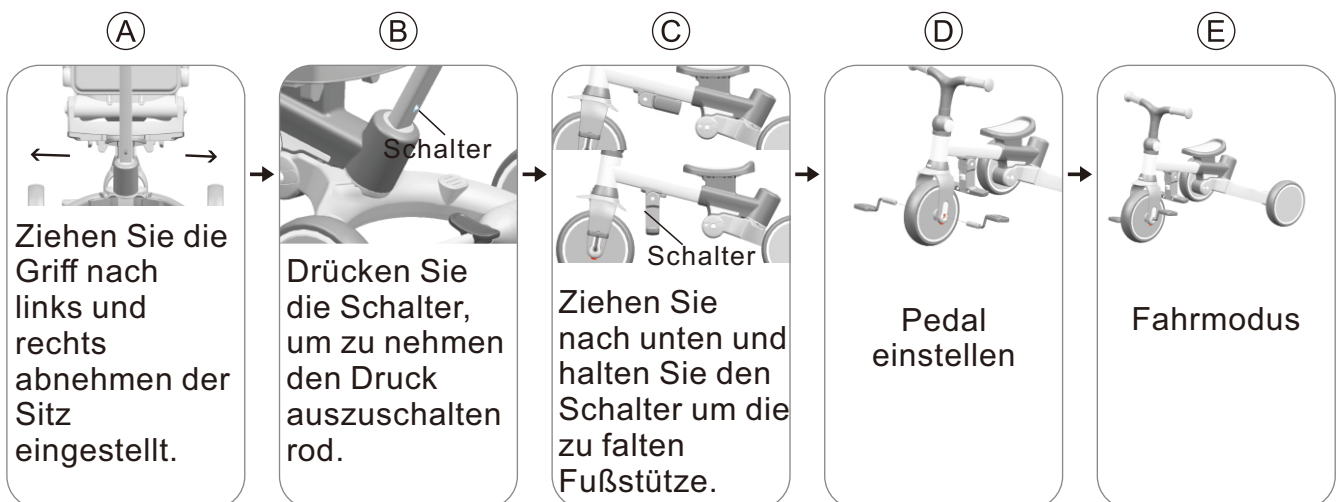 A
B
C
D
E
Ziehen Sie die
Griff nach
links und
rechts
abnehmen der
Sitz
eingestellt.
Schalter
Drücken Sie
die Schalter,
um zu nehmen
den Druck
auszuschalten
rod.
Schalter
Ziehen Sie
nach unten und
halten Sie den
Schalter um die
zu falten
Fußstütze.
Pedal
einstellen
Fahrmodus